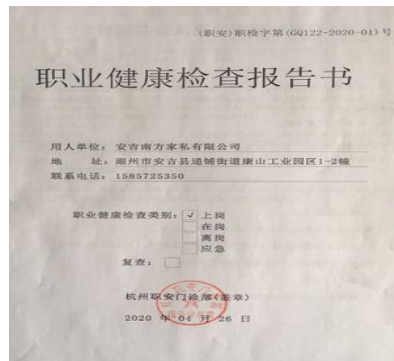 (职安)职检字第(GQ122-2020-01)号
职业健康检查报告书
用人单位：安吉南方家私有限公司
地 址：湖州市安吉县递铺街道康山工业园区1-2幢
联系电话：1585725350
职业健康检查类别：✓上岗
在岗
离岗
应急
复查：
杭州职安门诊部(盖章)
2020 年 04 月 26 日